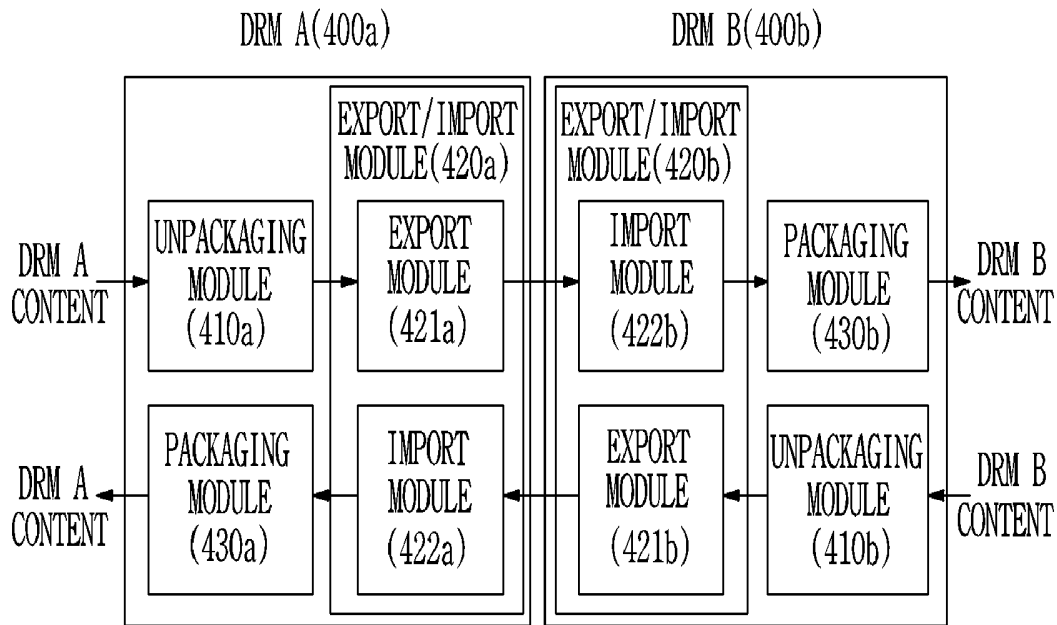 DRM A(400a)
DRM B(400b)
EXPORT/IMPORT
MODULE(420a)
EXPORT/IMPORT
MODULE(420b)
DRM A
CONTENT
UNPACKAGING
MODULE
(410a)
EXPORT
MODULE
(421a)
IMPORT
MODULE
(422b)
PACKAGING
MODULE
(430b)
DRM B
CONTENT
DRM A
CONTENT
PACKAGING
MODULE
(430a)
IMPORT
MODULE
(422a)
EXPORT
MODULE
(421b)
UNPACKAGING
MODULE
(410b)
DRM B
CONTENT